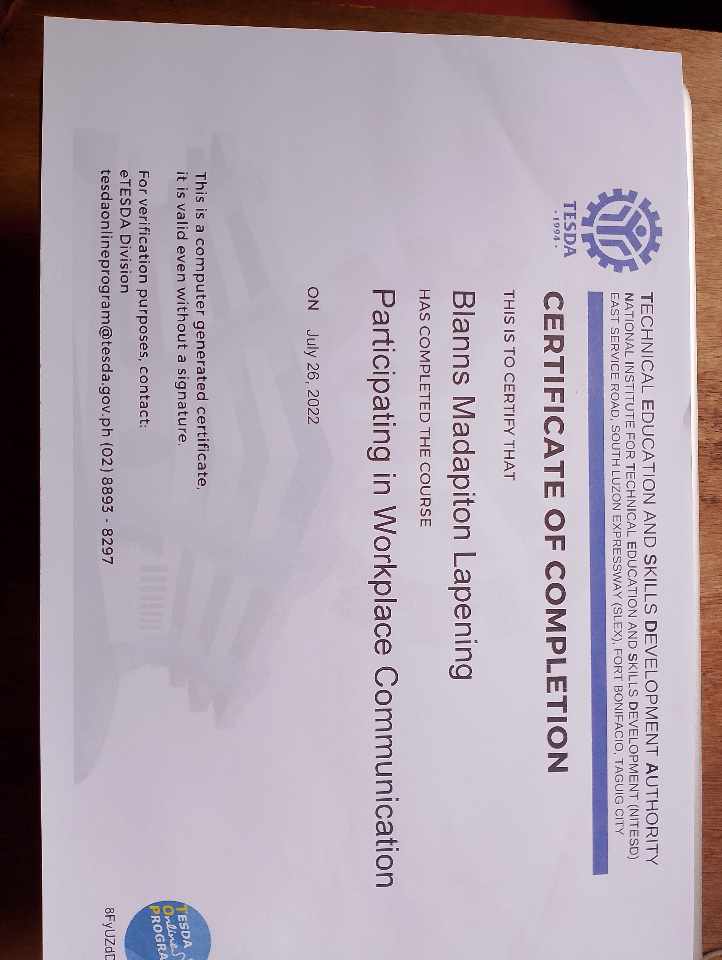 TESDA
- 1994 -
TECHNICAL EDUCATION AND SKILLS DEVELOPMENT AUTHORITY
NATIONAL INSTITUTE FOR TECHNICAL EDUCATION AND SKILLS DEVELOPMENT (NITESD)
EAST SERVICE ROAD, SOUTH LUZON EXPRESSWAY (SLEX), FORT BONIFACIO, TAGUIG CITY
CERTIFICATE OF COMPLETION
THIS IS TO CERTIFY THAT
Blanns Madapiton Lapening
HAS COMPLETED THE COURSE
Participating in Workplace Communication
ON July 26, 2022
This is a computer generated certificate,
it is valid even without a signature.
For verification purposes, contact:
eTESDA Division
tesdaonlineprogram@tesda.gov.ph (02) 8893 - 8297
TESDA
Online
PROGRA